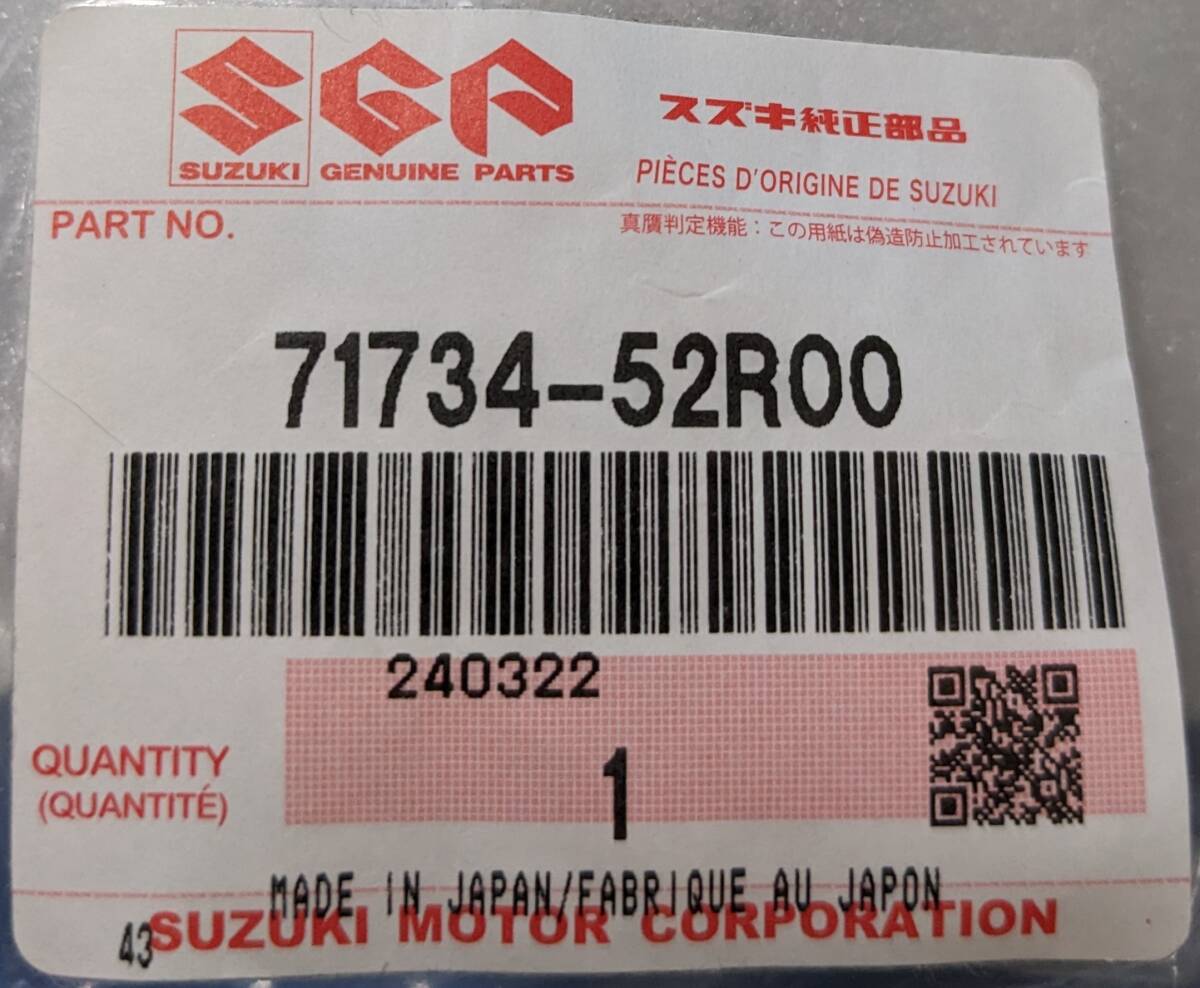 SGP
SUZUKI GENUINE PARTS
スズキ純正部品
PIÈCES D'ORIGINE DE SUZUKI
PART NO.
真贋判定機能：この用紙は偽造防止加工されています
71734-52R00
240322
QUANTITY
(QUANTITÉ)
1
MADE IN JAPAN/FABRIQUE AU JAPON
43
SUZUKI MOTOR CORPORATION